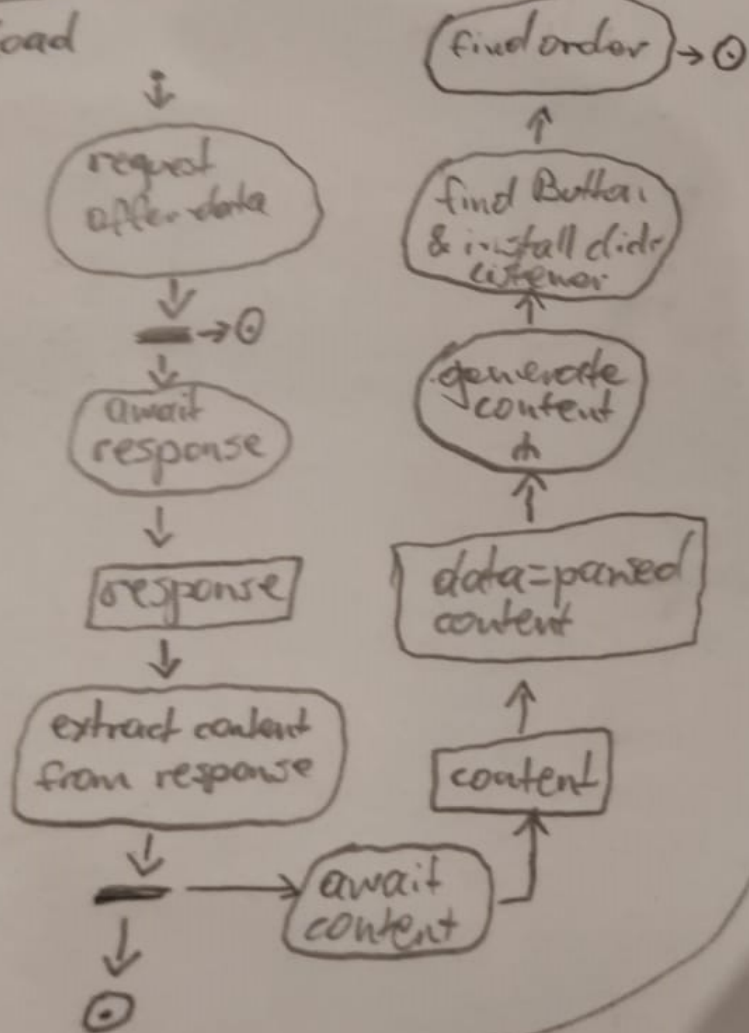 load
request
offer data
await
response
response
extract content
from response
await
content
content
data=parsed
content
generate
content
find Button
& install click
listener
find order